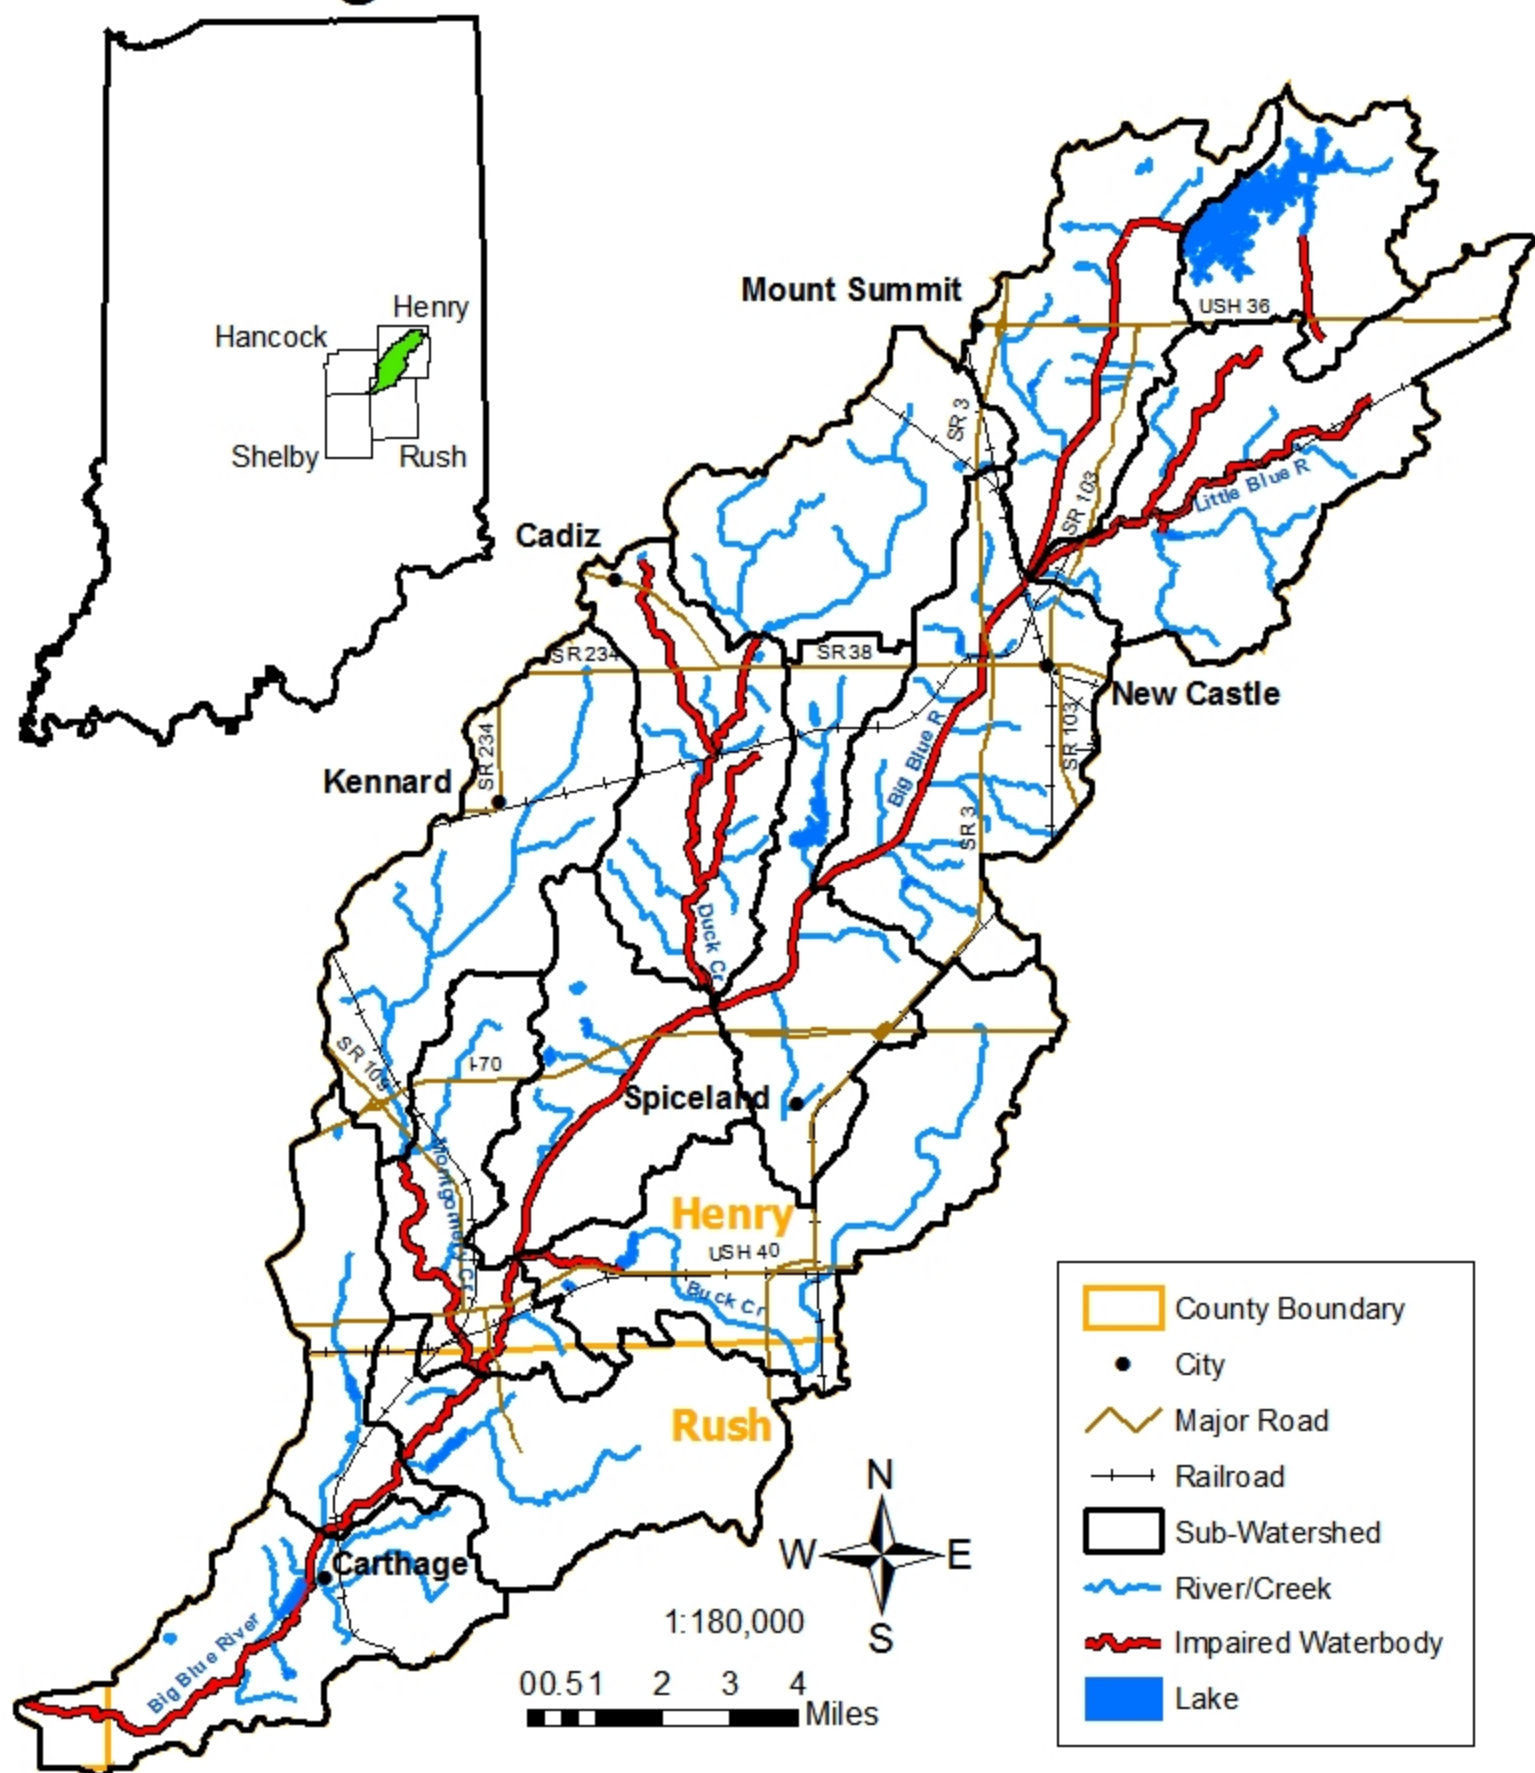 Henry
Hancock
Shelby
Rush
Mount Summit
USH 36
SR 3
SR 103
Little Blue R
Cadiz
SR 234
SR 38
New Castle
SR 234
Kennard
SR 103
Big Blue R
SR 3
Duck Cr
SR 109
I-70
Spiceland
Montgomery Cr
Henry
USH 40
Buck Cr
Rush
Carthage
Big Blue River
N
W
E
S
1:180,000
0 0.5 1 2 3 4
Miles
County Boundary
City
Major Road
Railroad
Sub-Watershed
River/Creek
Impaired Waterbody
Lake